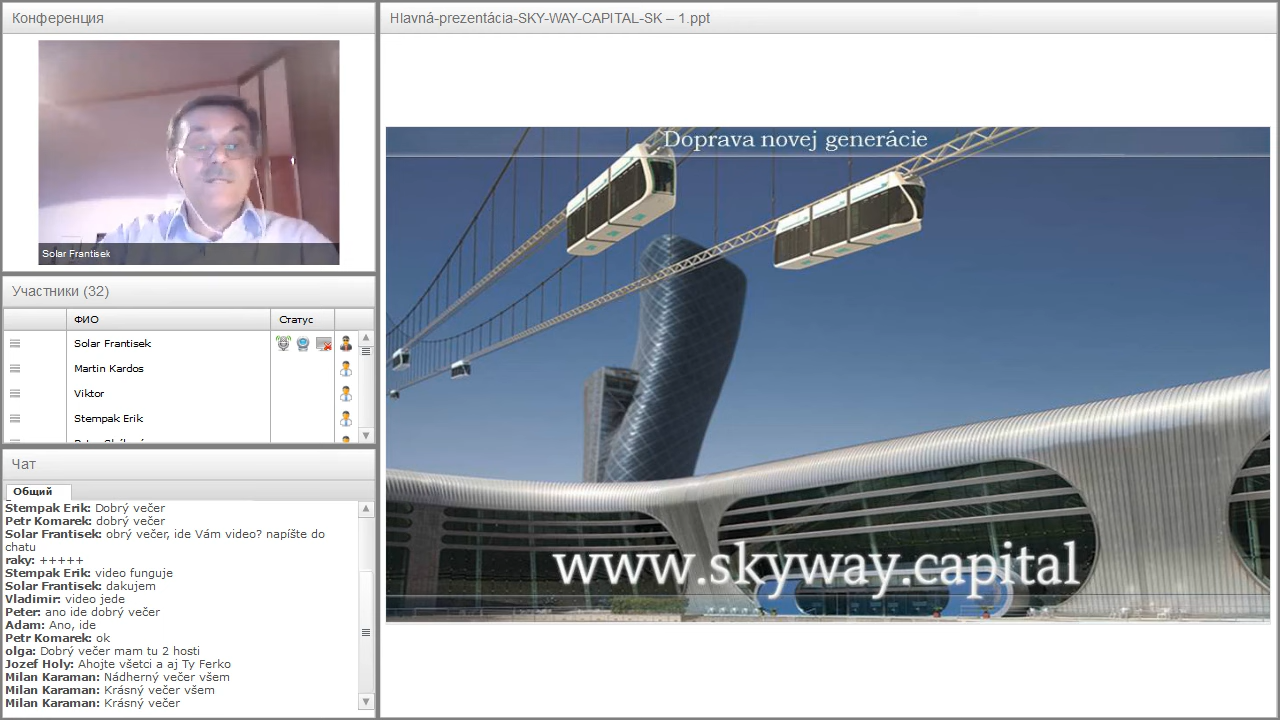 Конференция
Solar Frantisek
Участники (32)
ФИО
Статус
Solar Frantisek
Martin Kardos
Viktor
Stempak Erik
Чат
Общий
Stempak Erik: Dobrý večer
Petr Komarek: dobrý večer
Solar Frantisek: obrý večer, ide Vám video? napíšte do
chatu
raky: +++++
Stempak Erik: video funguje
Solar Frantisek: dakujem
Vladimir: video jede
Peter: ano ide dobrý večer
Adam: Ano, ide
Petr Komarek: ok
olga: Dobrý večer mam tu 2 hosti
Jozef Holy: Ahojte všetci a aj Ty Ferko
Milan Karaman: Nádherný večer všem
Milan Karaman: Krásný večer všem
Milan Karaman: Krásný večer
Hlavná-prezentácia-SKY-WAY-CAPITAL-SK – 1.ppt
Doprava novej generácie
www.skyway.capital